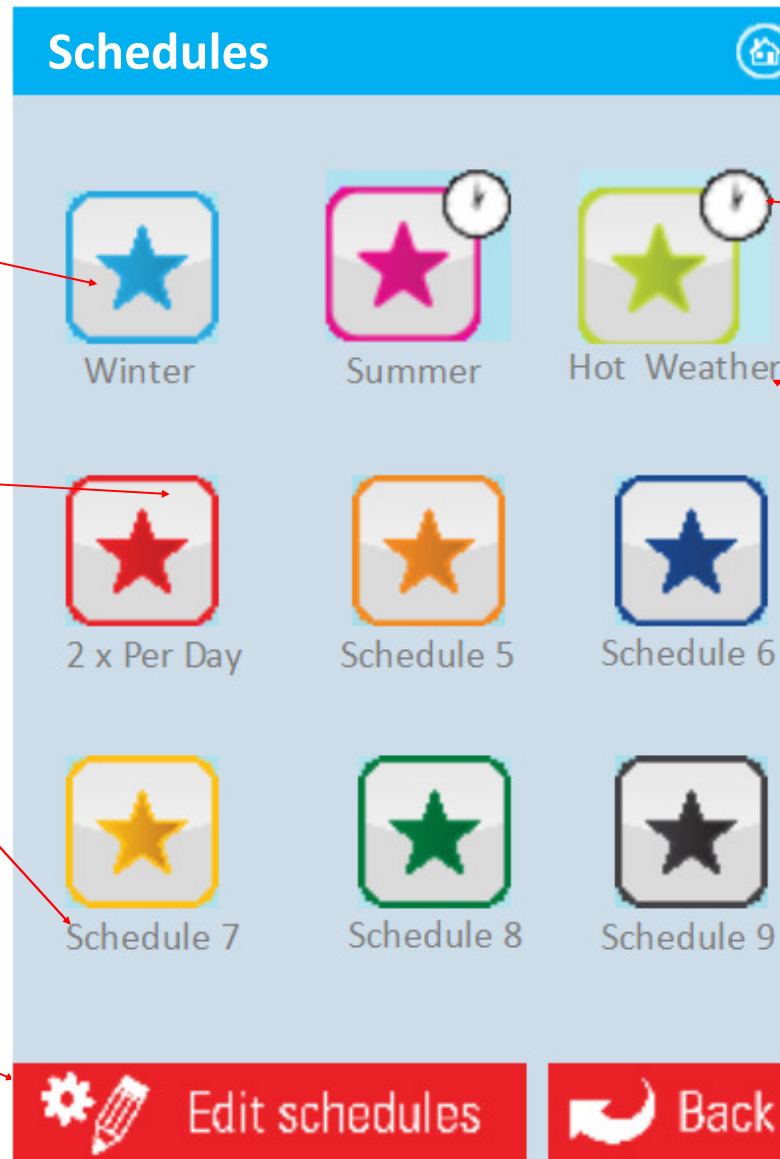 Schedules
Winter
Summer
Hot Weather
2 x Per Day
Schedule 5
Schedule 6
Schedule 7
Schedule 8
Schedule 9
Edit schedules
Back